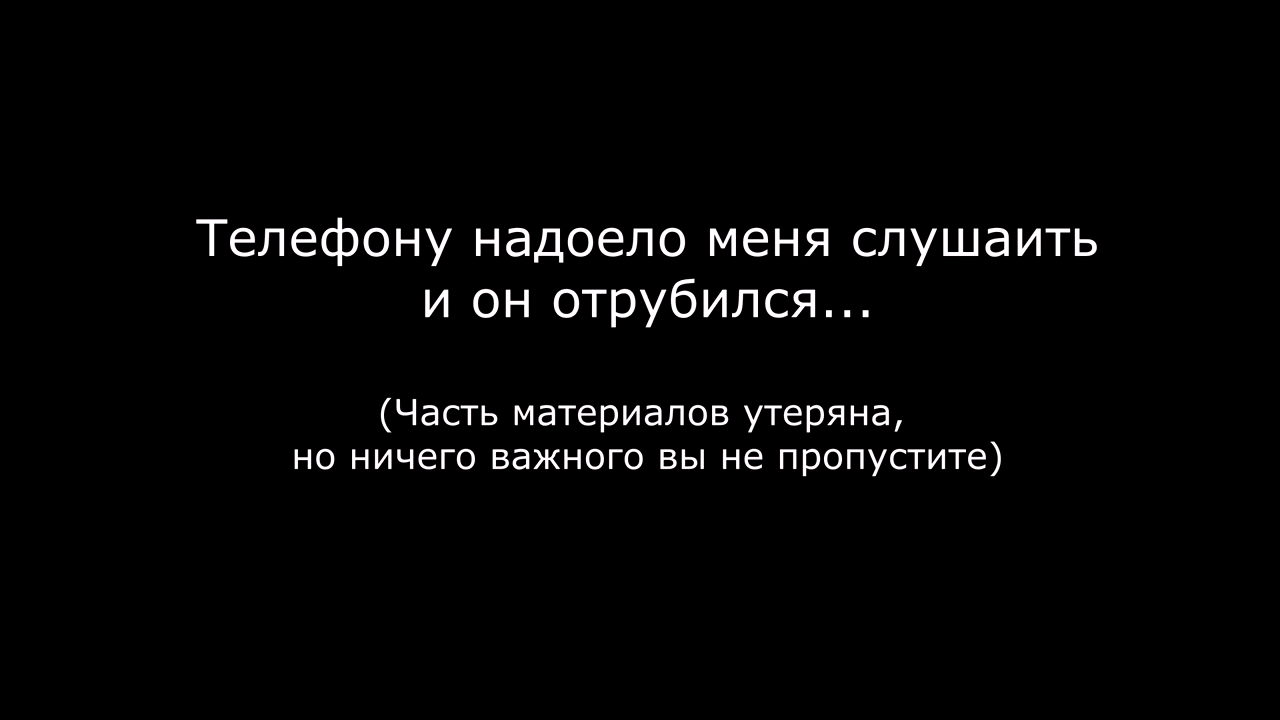 Телефону надоело меня слушаить
и он отрубился...
(Часть материалов утеряна,
но ничего важного вы не пропустите)